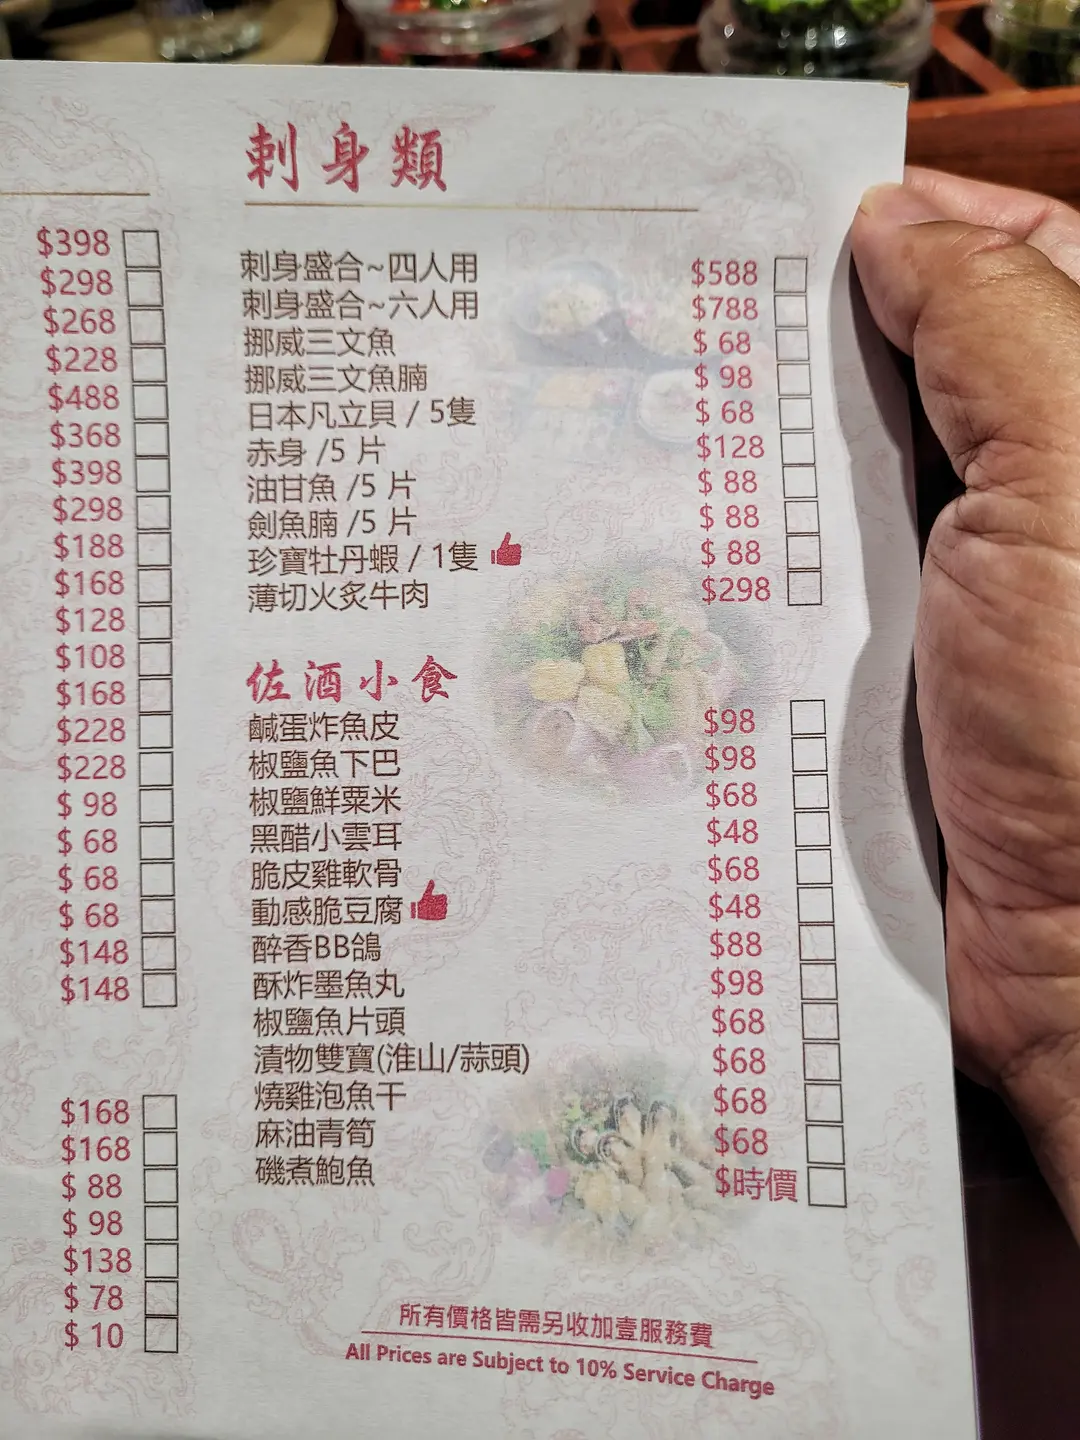 $398
$298
$268
$228
$488
$368
$398
$298
$188
$168
$128
$108
$168
$228
$228
$ 98
$ 68
$ 68
$ 68
$148
$148
$168
$168
$ 88
$ 98
$138
$ 78
$ 10
刺身類
刺身盛合~四人用 $588
刺身盛合~六人用 $788
挪威三文魚 $ 68
挪威三文魚腩 $ 98
日本凡立貝 / 5隻 $ 68
赤身 /5 片 $128
油甘魚 /5 片 $ 88
劍魚腩 /5 片 $ 88
珍寶牡丹蝦 / 1隻 $ 88
薄切火炙牛肉 $298
佐酒小食
鹹蛋炸魚皮 $98
椒鹽魚下巴 $98
椒鹽鮮粟米 $68
黑醋小雲耳 $48
脆皮雞軟骨 $68
動感脆豆腐 $48
醉香BB鴿 $88
酥炸墨魚丸 $98
椒鹽魚片頭 $68
漬物雙寶(淮山/蒜頭) $68
燒雞泡魚干 $68
麻油青筍 $68
磯煮鮑魚 $時價
所有價格皆需另收加壹服務費
All Prices are Subject to 10% Service Charge